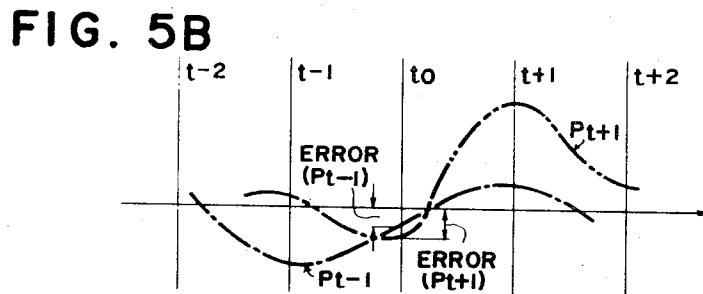 FIG. 5B
t-2 t-1 to t+1 t+2
Pt+1
ERROR
(Pt-1)
Pt-1
ERROR
(Pt+1)